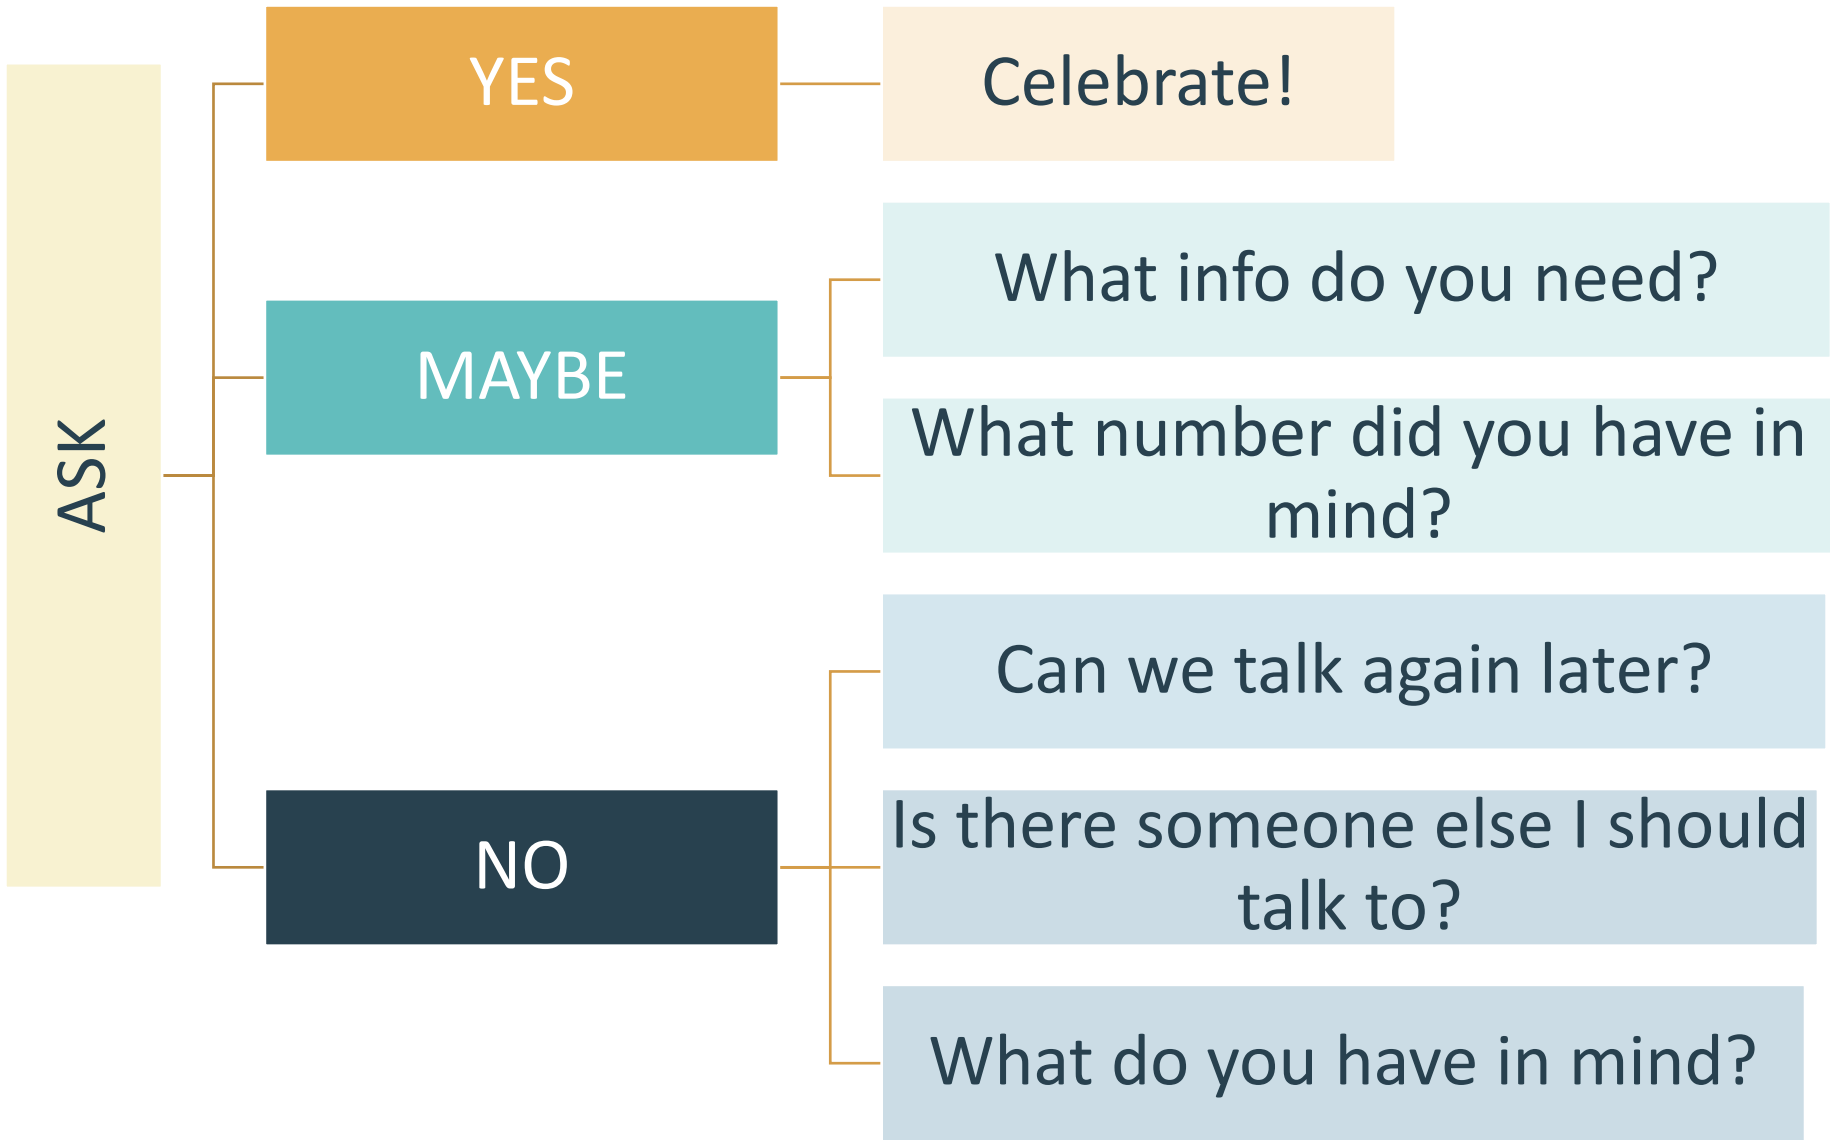 ASK
YES
Celebrate!
MAYBE
What info do you need?
What number did you have in
mind?
NO
Can we talk again later?
Is there someone else I should
talk to?
What do you have in mind?